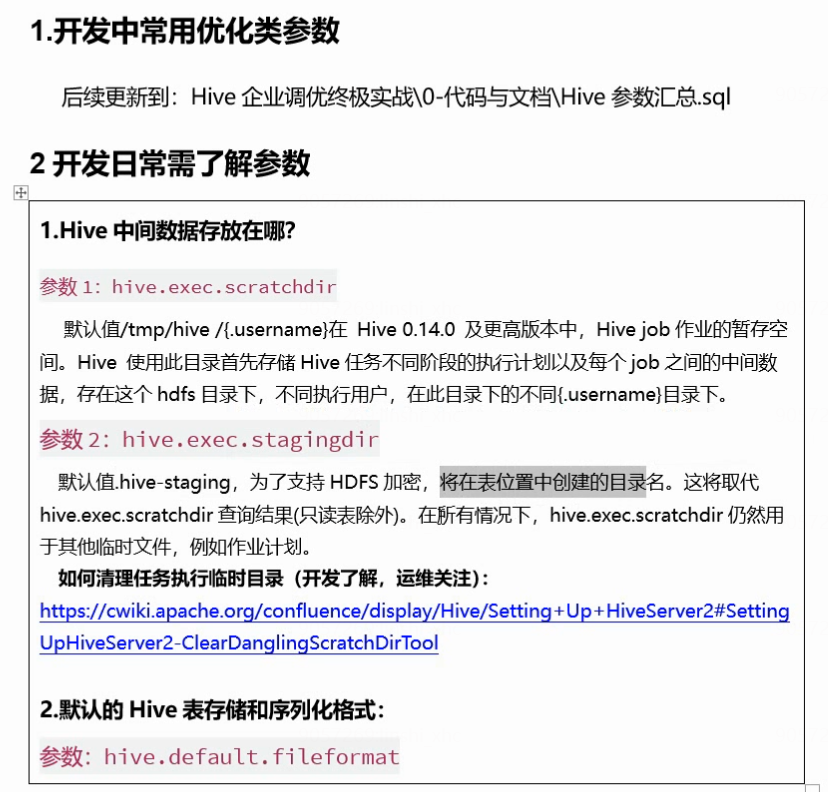 1.开发中常用优化类参数
后续更新到：Hive 企业调优终极实战\0-代码与文档\Hive 参数汇总.sql
2 开发日常需了解参数
1.Hive 中间数据存放在哪？
参数 1：hive.exec.scratchdir
默认值/tmp/hive /{.username}在 Hive 0.14.0 及更高版本中，Hive job 作业的暂存空
间。Hive 使用此目录首先存储 Hive 任务不同阶段的执行计划以及每个 job 之间的中间数
据，存在这个 hdfs 目录下，不同执行用户，在此目录下的不同{.username}目录下。
参数 2：hive.exec.stagingdir
默认值.hive-staging，为了支持 HDFS 加密，将在表位置中创建的目录名。这将取代
hive.exec.scratchdir 查询结果(只读表除外)。在所有情况下，hive.exec.scratchdir 仍然用
于其他临时文件，例如作业计划。
如何清理任务执行临时目录（开发了解，运维关注）：
https://cwiki.apache.org/confluence/display/Hive/Setting+Up+HiveServer2#Setting
UpHiveServer2-ClearDanglingScratchDirTool
2.默认的 Hive 表存储和序列化格式：
参数：hive.default.fileformat